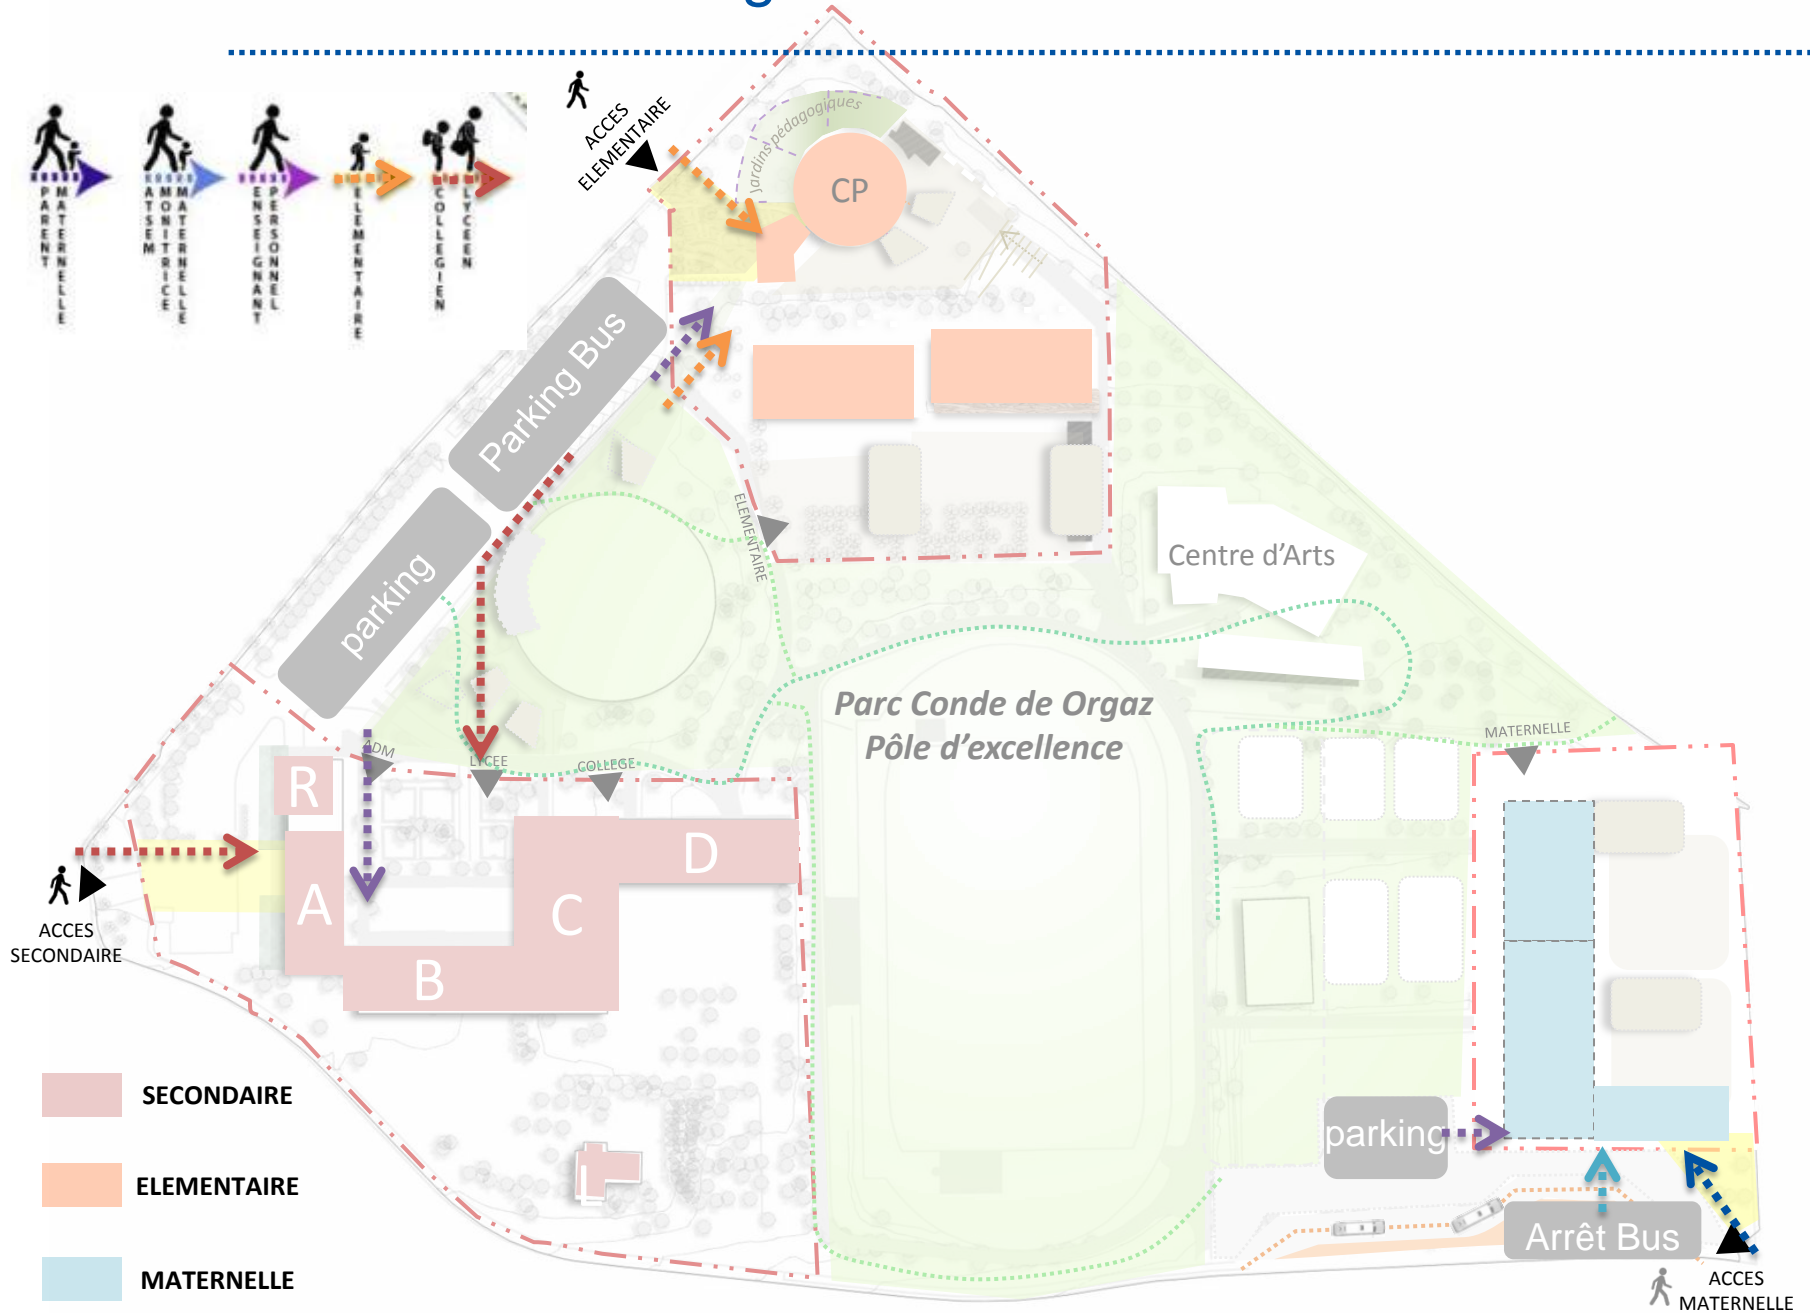 g
PARENT
MATERNELLE
ATSEM
MONITRICE
MATERNELLE
ENSEIGNANT
PERSONNEL
ELEMENTAIRE
COLLEGIEN
LYCEEN
ACCES
ELEMENTAIRE
Jardins pédagogiques
CP
Parking Bus
parking
ELEMENTAIRE
Centre d'Arts
Parc Conde de Orgaz
Pôle d'excellence
ADM
LYCEE
COLLEGE
MATERNELLE
R
A
B
C
D
ACCES
SECONDAIRE
SECONDAIRE
ELEMENTAIRE
MATERNELLE
parking
Arrêt Bus
ACCES
MATERNELLE